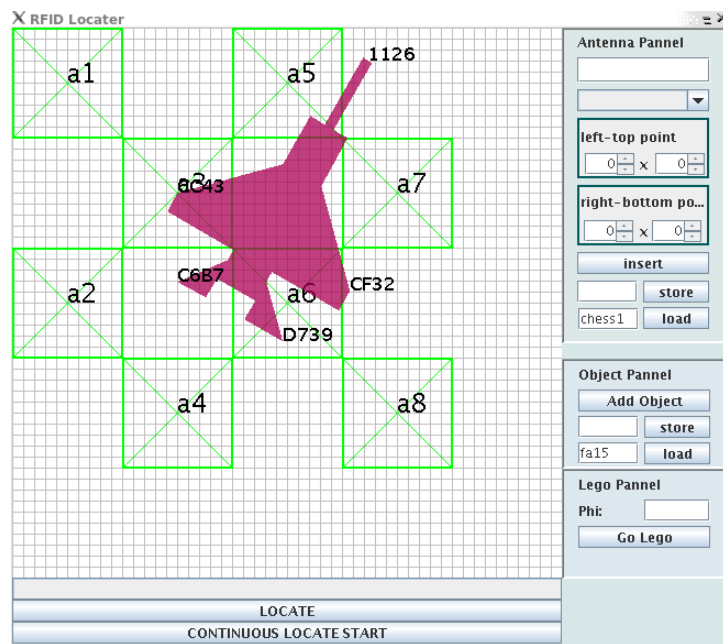 RFID Locater
a1
a5
1126
a7
C6B7
a2
a6
CF32
D739
a4
a8
Antenna Pannel
left-top point
0 x 0
right-bottom po...
0 x 0
insert
store
chess1 load
Object Pannel
Add Object
store
fa15 load
Lego Pannel
Phi:
Go Lego
LOCATE
CONTINUOUS LOCATE START